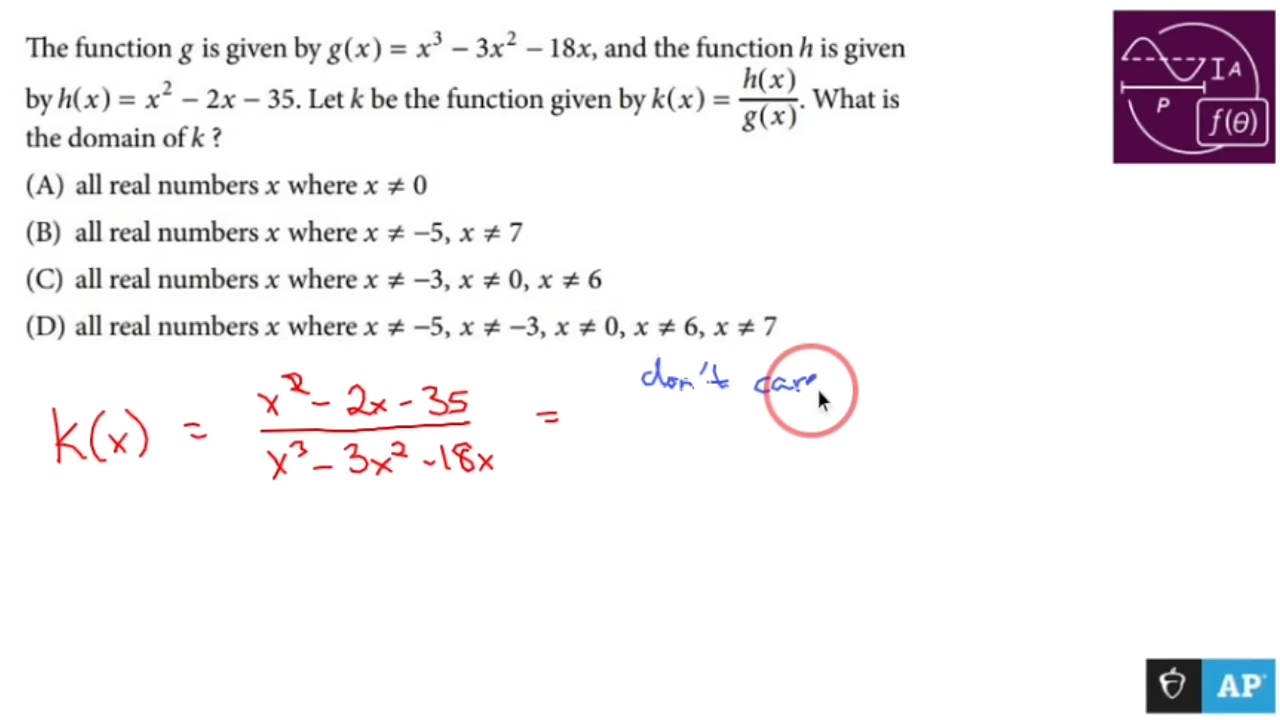 The function g is given by g(x) = x³ − 3x² − 18x, and the function h is given
by h(x) = x² − 2x − 35. Let k be the function given by k(x) = h(x)/g(x). What is
the domain of k ?
(A) all real numbers x where x ≠ 0
(B) all real numbers x where x ≠ −5, x ≠ 7
(C) all real numbers x where x ≠ −3, x ≠ 0, x ≠ 6
(D) all real numbers x where x ≠ −5, x ≠ −3, x ≠ 0, x ≠ 6, x ≠ 7
don't care
k(x) = (x² − 2x − 35)/(x³ − 3x² − 18x) =
I A
P
f(θ)
AP